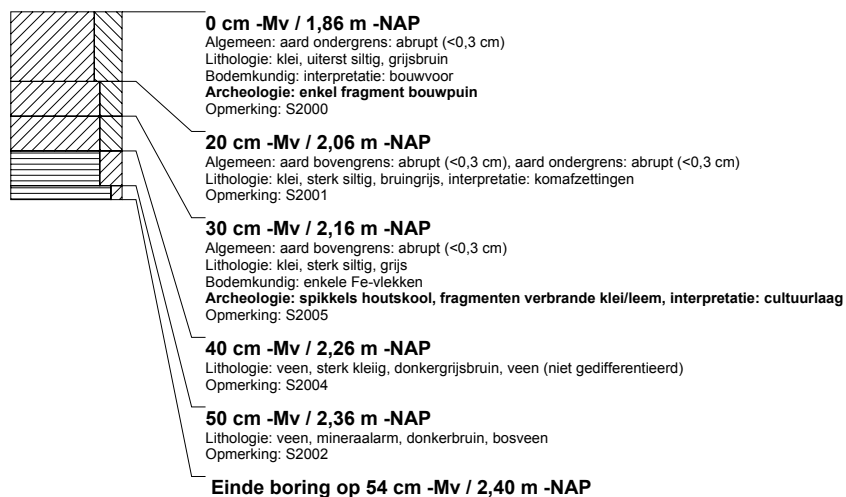 0 cm -Mv / 1,86 m -NAP
Algemeen: aard ondergrens: abrupt (<0,3 cm)
Lithologie: klei, uiterst siltig, grijsbruin
Bodemkundig: interpretatie: bouwvoor
Archeologie: enkel fragment bouwpuin
Opmerking: S2000
20 cm -Mv / 2,06 m -NAP
Algemeen: aard bovengrens: abrupt (<0,3 cm), aard ondergrens: abrupt (<0,3 cm)
Lithologie: klei, sterk siltig, bruingrijs, interpretatie: komafzettingen
Opmerking: S2001
30 cm -Mv / 2,16 m -NAP
Algemeen: aard bovengrens: abrupt (<0,3 cm)
Lithologie: klei, sterk siltig, grijs
Bodemkundig: enkele Fe-vlekken
Archeologie: spikkels houtskool, fragmenten verbrande klei/leem, interpretatie: cultuurlaag
Opmerking: S2005
40 cm -Mv / 2,26 m -NAP
Lithologie: veen, sterk kleiig, donkergrijsbruin, veen (niet gedifferentieerd)
Opmerking: S2004
50 cm -Mv / 2,36 m -NAP
Lithologie: veen, mineraalarm, donkerbruin, bosveen
Opmerking: S2002
Einde boring op 54 cm -Mv / 2,40 m -NAP